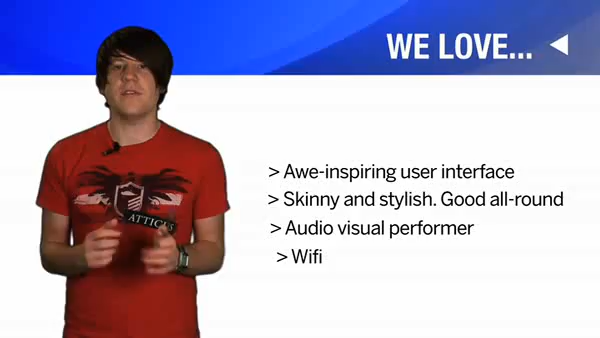 WE LOVE...
> Awe-inspiring user interface
> Skinny and stylish. Good all-round
> Audio visual performer
> Wifi
ATTICUS